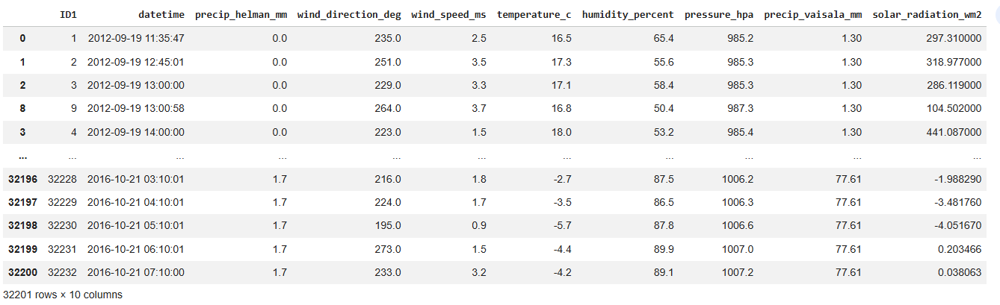 ID1 datetime precip_helman_mm wind_direction_deg wind_speed_ms temperature_c humidity_percent pressure_hpa precip_vaisala_mm solar_radiation_wm2
0 1 2012-09-19 11:35:47 0.0 235.0 2.5 16.5 65.4 985.2 1.30 297.310000
1 2 2012-09-19 12:45:01 0.0 251.0 3.5 17.3 55.6 985.3 1.30 318.977000
2 3 2012-09-19 13:00:00 0.0 229.0 3.3 17.1 58.4 985.3 1.30 286.119000
8 9 2012-09-19 13:00:58 0.0 264.0 3.7 16.8 50.4 987.3 1.30 104.502000
3 4 2012-09-19 14:00:00 0.0 223.0 1.5 18.0 53.2 985.4 1.30 441.087000
... ... ... ... ... ... ... ... ... ... ...
32196 32228 2016-10-21 03:10:01 1.7 216.0 1.8 -2.7 87.5 1006.2 77.61 -1.988290
32197 32229 2016-10-21 04:10:01 1.7 224.0 1.7 -3.5 86.5 1006.3 77.61 -3.481760
32198 32230 2016-10-21 05:10:01 1.7 195.0 0.9 -5.7 87.8 1006.6 77.61 -4.051670
32199 32231 2016-10-21 06:10:01 1.7 273.0 1.5 -4.4 89.9 1007.0 77.61 0.203466
32200 32232 2016-10-21 07:10:00 1.7 233.0 3.2 -4.2 89.1 1007.2 77.61 0.038063
32201 rows × 10 columns